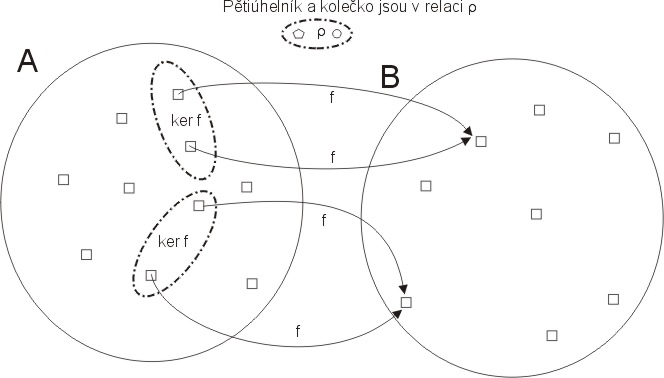 Pětiúhelník a kolečko jsou v relaci ρ
ρ
A
B
f
ker f
f
f
ker f
f